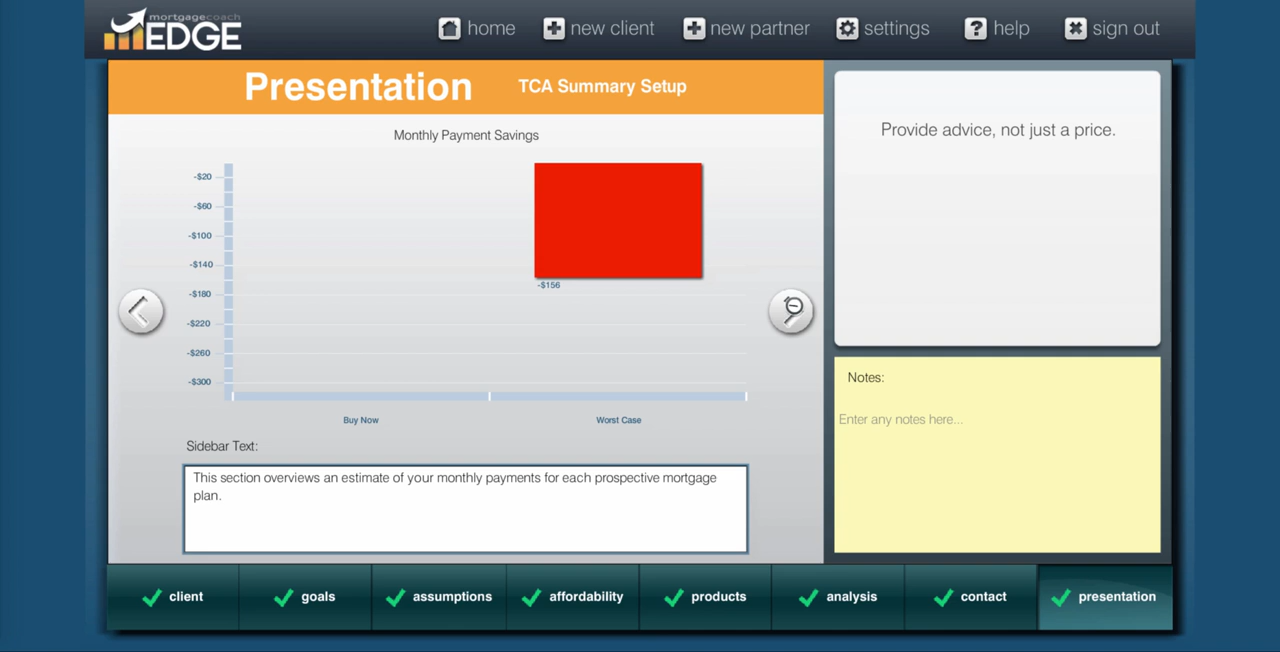 mortgagecoach
EDGE
home
new client
new partner
settings
help
sign out
Presentation
TCA Summary Setup
Monthly Payment Savings
-$20
-$60
-$100
-$140
-$180
-$220
-$260
-$300
-$156
Buy Now
Worst Case
Sidebar Text:
This section overviews an estimate of your monthly payments for each prospective mortgage
plan.
Provide advice, not just a price.
Notes:
Enter any notes here...
client
goals
assumptions
affordability
products
analysis
contact
presentation